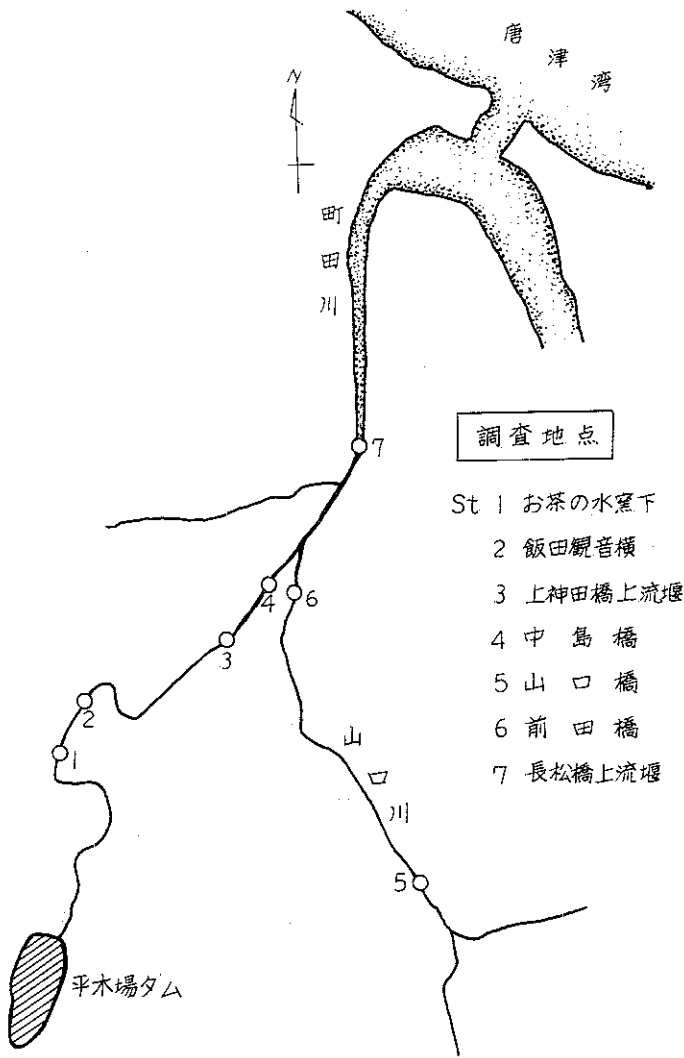 唐津湾
N
町田川
7
調査地点
St 1 お茶の水窯下
2 飯田観音横
3 上神田橋上流堰
4 中島橋
5 山口橋
6 前田橋
7 長松橋上流堰
4
6
3
2
1
山口川
5
平木場ダム